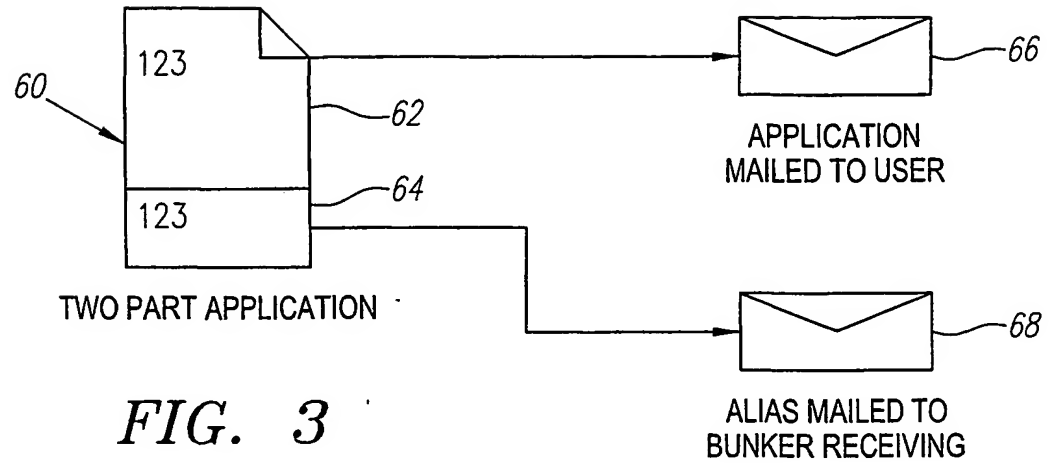 123
60
62
66
APPLICATION
MAILED TO USER
64
123
TWO PART APPLICATION
68
ALIAS MAILED TO
BUNKER RECEIVING
FIG. 3